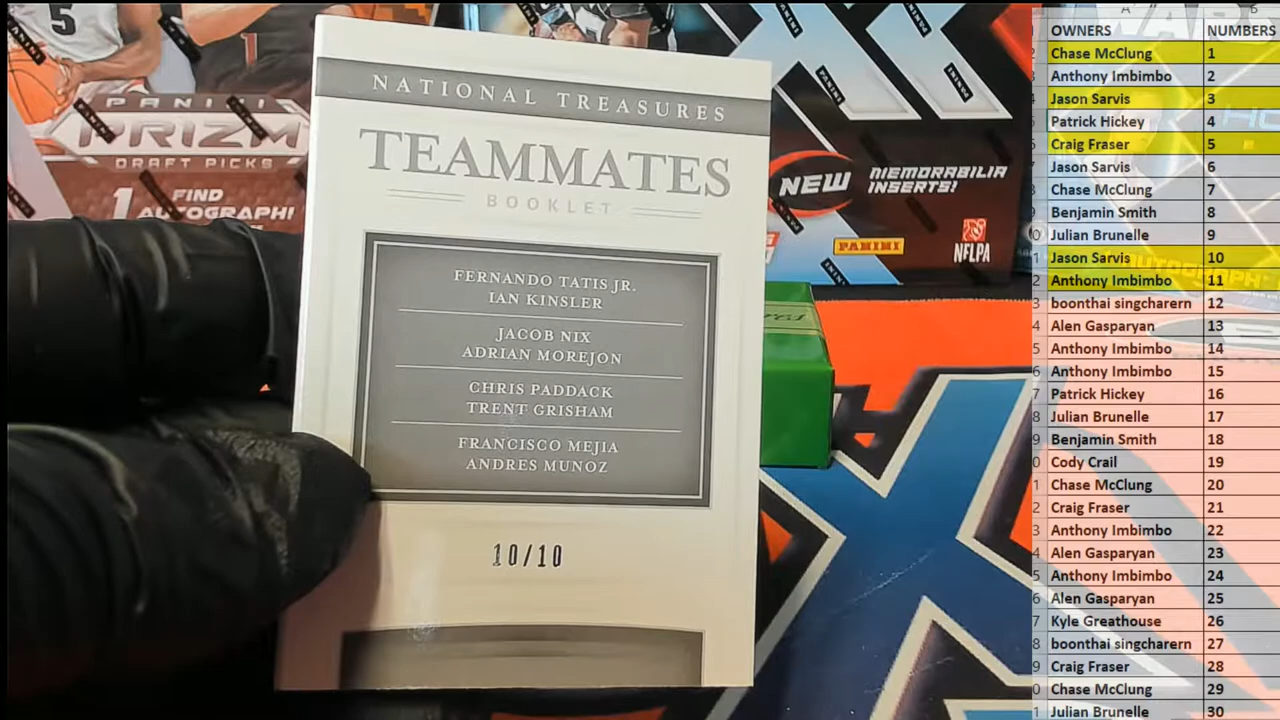 NATIONAL TREASURES
TEAMMATES
BOOKLET
FERNANDO TATIS JR.
IAN KINSLER
JACOB NIX
ADRIAN MOREJON
CHRIS PADDACK
TRENT GRISHAM
FRANCISCO MEJIA
ANDRES MUNOZ
10/10
5
1
PANINI
PRIZM
DRAFT PICKS
1 FIND
AUTOGRAPH!
NEW MEMORABILIA
INSERTS!
PANINI
NFLPA
OWNERS NUMBERS
Chase McClung 1
Anthony Imbimbo 2
Jason Sarvis 3
Patrick Hickey 4
Craig Fraser 5
Jason Sarvis 6
Chase McClung 7
Benjamin Smith 8
Julian Brunelle 9
Jason Sarvis 10
Anthony Imbimbo 11
boonthai singcharern 12
Alen Gasparyan 13
Anthony Imbimbo 14
Anthony Imbimbo 15
Patrick Hickey 16
Julian Brunelle 17
Benjamin Smith 18
Cody Crail 19
Chase McClung 20
Craig Fraser 21
Anthony Imbimbo 22
Alen Gasparyan 23
Anthony Imbimbo 24
Alen Gasparyan 25
Kyle Greathouse 26
boonthai singcharern 27
Craig Fraser 28
Chase McClung 29
Julian Brunelle 30